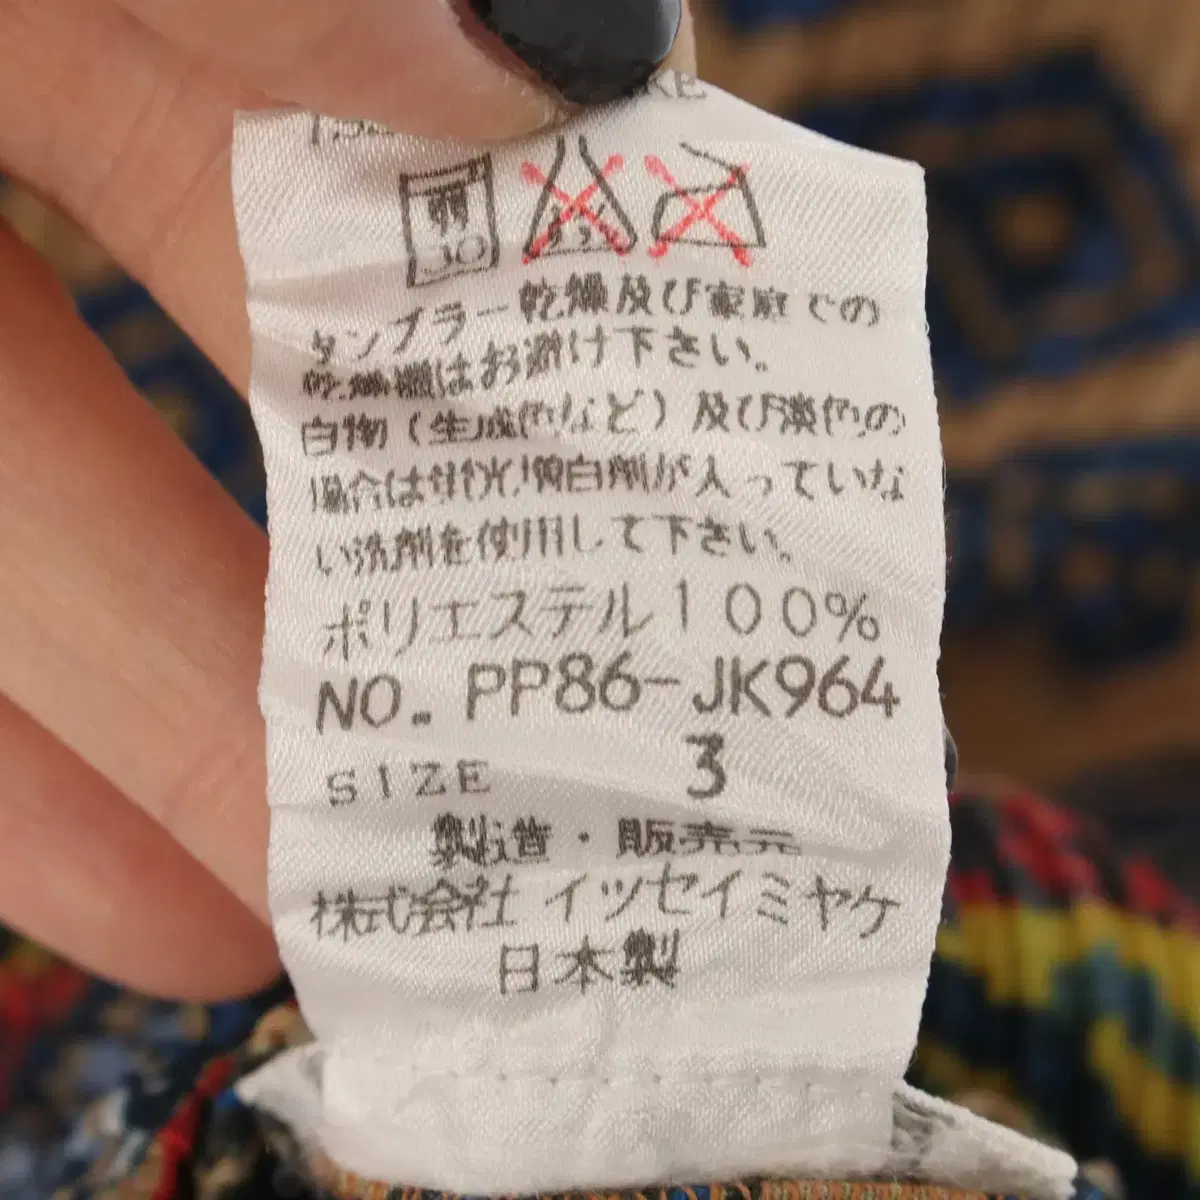 弱
30
タンブラー乾燥及び家庭での
乾燥機はお避け下さい。
白物（生成色など）及び淡色の
場合は蛍光増白剤が入っていな
い洗剤を使用して下さい。
ポリエステル100%
NO. PP86-JK964
SIZE 3
製造・販売元
株式会社イッセイミヤケ
日本製